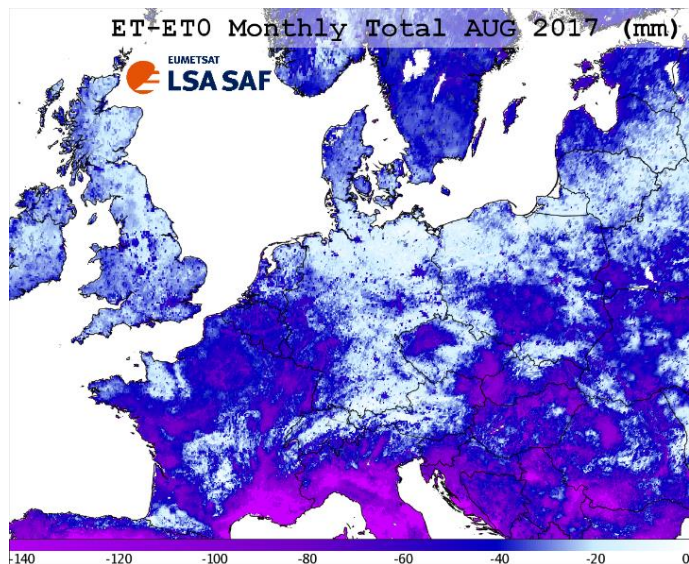 ET-ET0 Monthly Total AUG 2017 (mm)
EUMETSAT
LSA SAF
-140 -120 -100 -80 -60 -40 -20 0